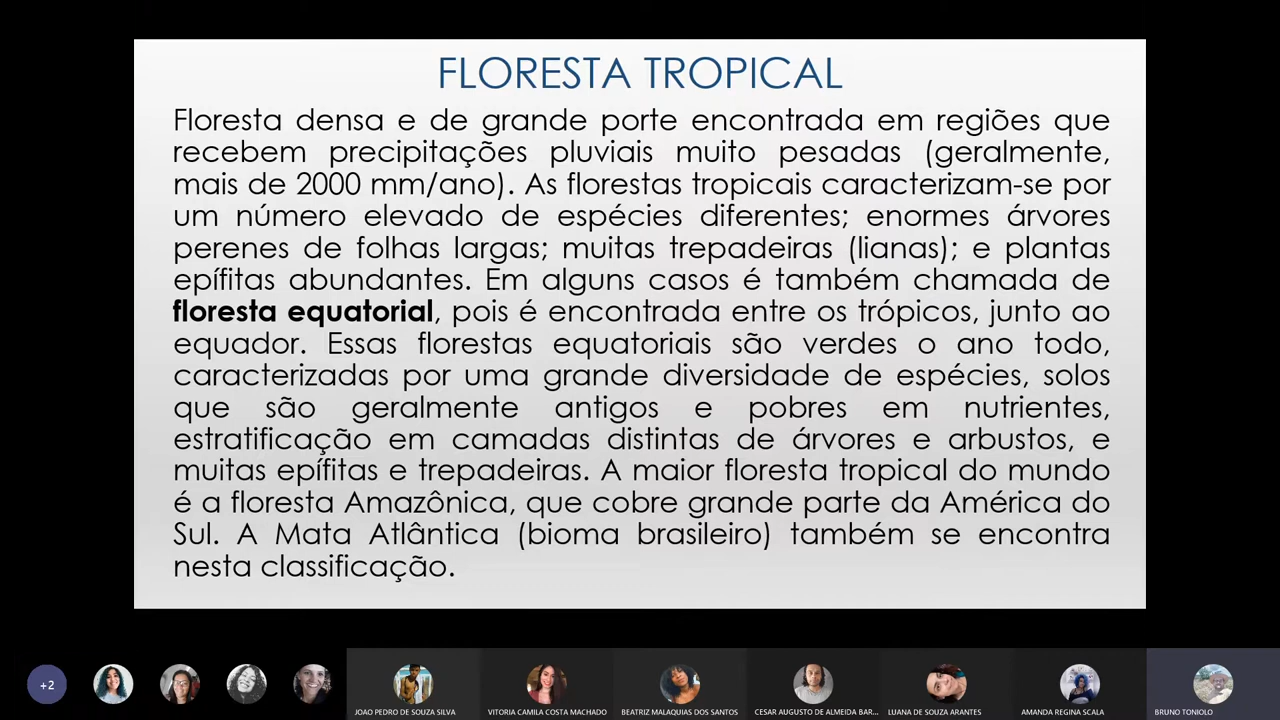 FLORESTA TROPICAL
Floresta densa e de grande porte encontrada em regiões que
recebem precipitações pluviais muito pesadas (geralmente,
mais de 2000 mm/ano). As florestas tropicais caracterizam-se por
um número elevado de espécies diferentes; enormes árvores
perenes de folhas largas; muitas trepadeiras (lianas); e plantas
epífitas abundantes. Em alguns casos é também chamada de
floresta equatorial, pois é encontrada entre os trópicos, junto ao
equador. Essas florestas equatoriais são verdes o ano todo,
caracterizadas por uma grande diversidade de espécies, solos
que são geralmente antigos e pobres em nutrientes,
estratificação em camadas distintas de árvores e arbustos, e
muitas epífitas e trepadeiras. A maior floresta tropical do mundo
é a floresta Amazônica, que cobre grande parte da América do
Sul. A Mata Atlântica (bioma brasileiro) também se encontra
nesta classificação.
+2
JOAO PEDRO DE SOUZA SILVA
VITORIA CAMILA COSTA MACHADO
BEATRIZ MALAQUIAS DOS SANTOS
CESAR AUGUSTO DE ALMEIDA BAR...
LUANA DE SOUZA ARANTES
AMANDA REGINA SCALA
BRUNO TONIOLO